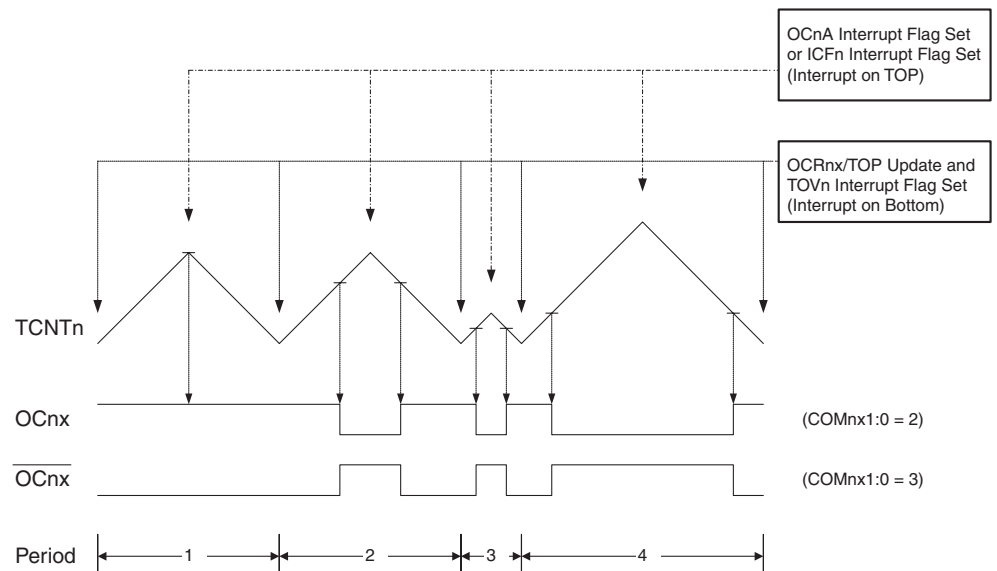 OCnA Interrupt Flag Set
or ICFn Interrupt Flag Set
(Interrupt on TOP)
OCRnx/TOP Update and
TOVn Interrupt Flag Set
(Interrupt on Bottom)
TCNTn
OCnx
(COMnx1:0 = 2)
OCnx
(COMnx1:0 = 3)
Period
1
2
3
4